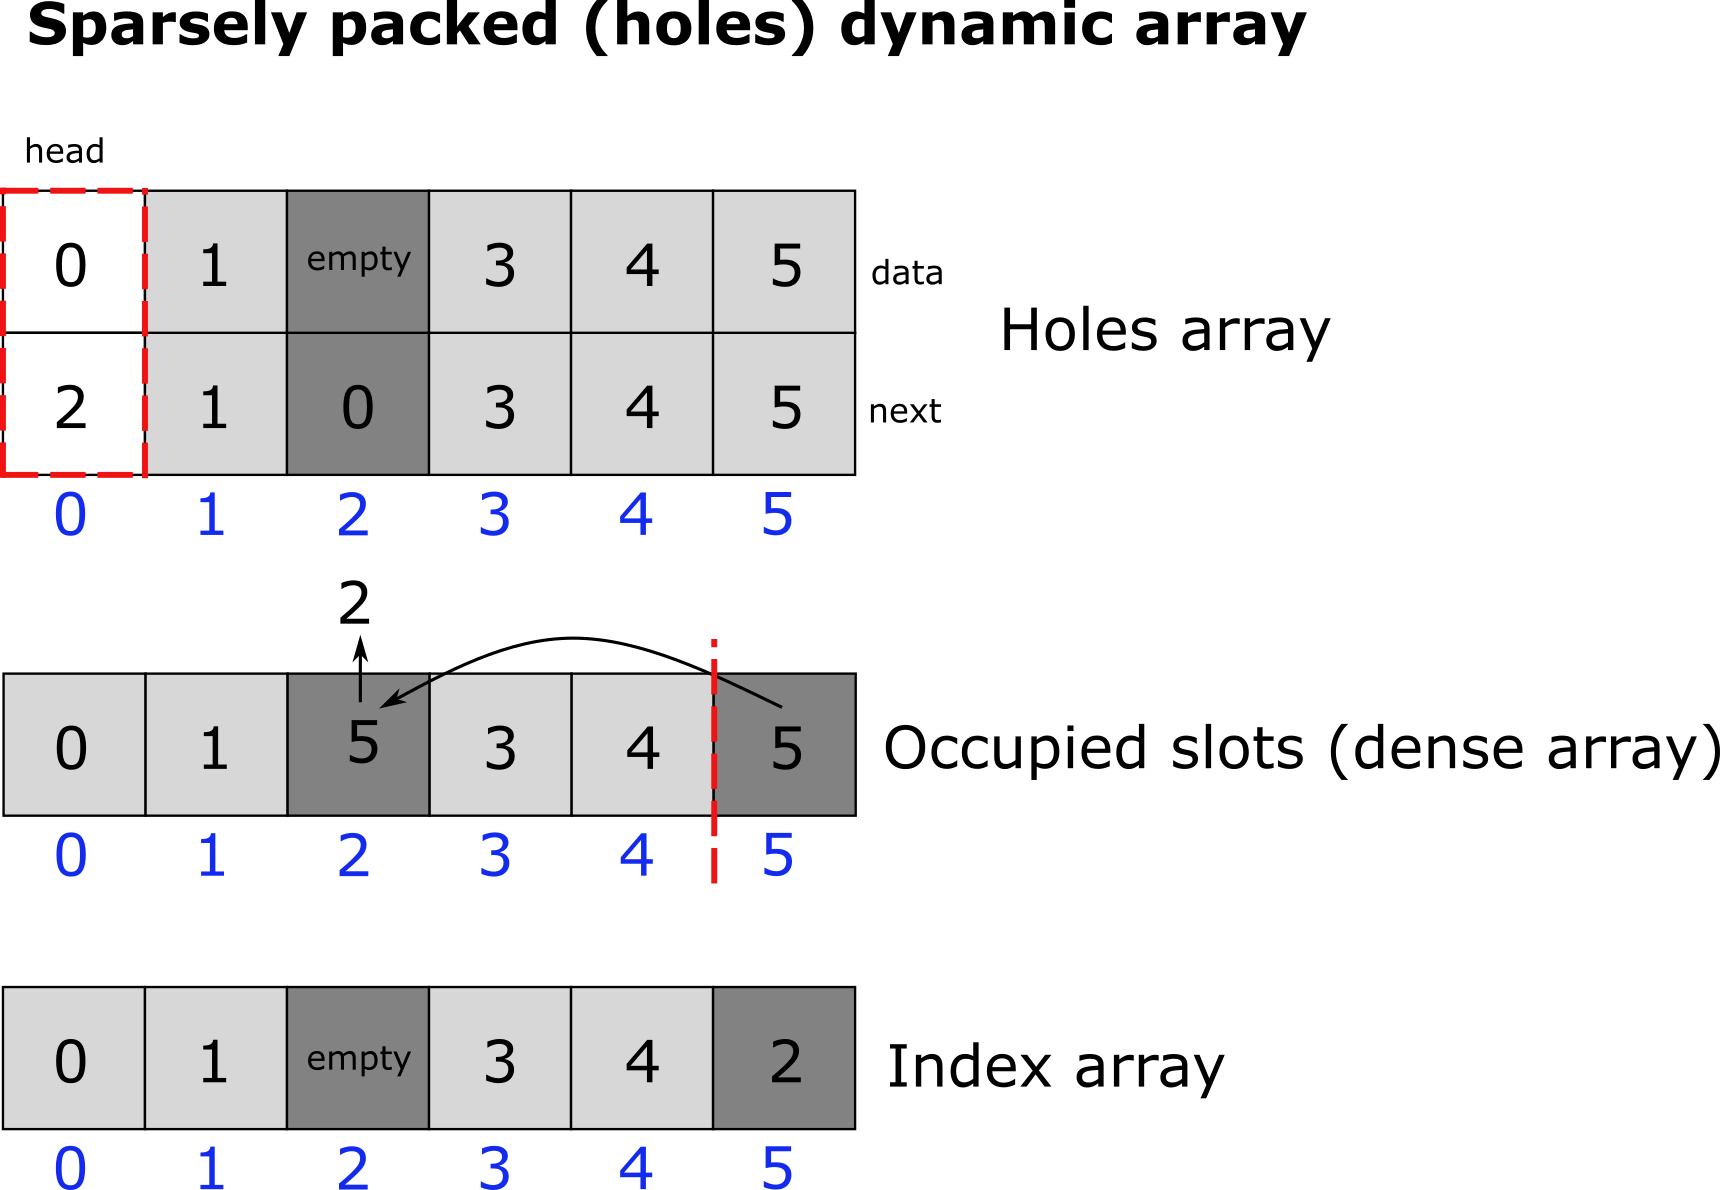 Sparsely packed (holes) dynamic array
head
0 1 empty 3 4 5 data
Holes array
2 1 0 3 4 5 next
0 1 2 3 4 5
2
0 1 5 3 4 5 Occupied slots (dense array)
0 1 2 3 4 5
0 1 empty 3 4 2 Index array
0 1 2 3 4 5